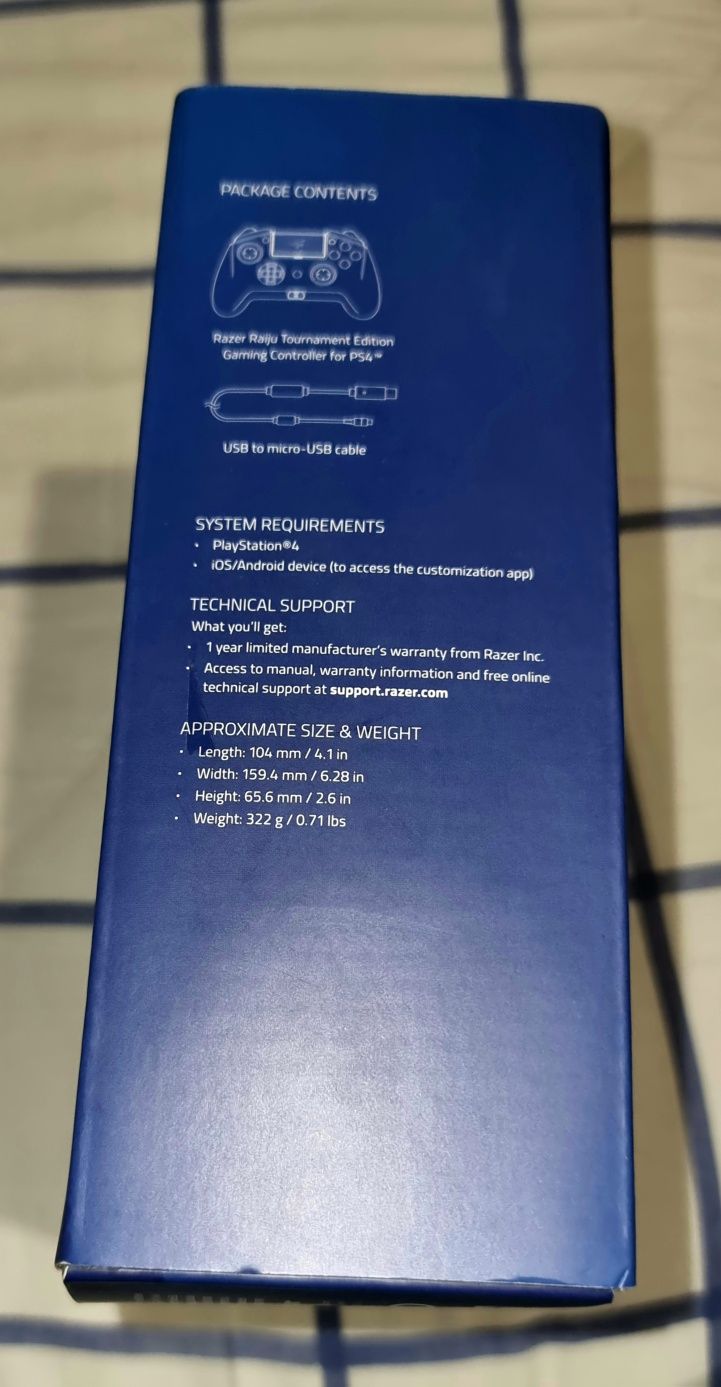 PACKAGE CONTENTS
Razer Raiju Tournament Edition
Gaming Controller for PS4™
USB to micro-USB cable
SYSTEM REQUIREMENTS
• PlayStation®4
• iOS/Android device (to access the customization app)
TECHNICAL SUPPORT
What you'll get:
• 1 year limited manufacturer's warranty from Razer Inc.
• Access to manual, warranty information and free online
technical support at support.razer.com
APPROXIMATE SIZE & WEIGHT
• Length: 104 mm / 4.1 in
• Width: 159.4 mm / 6.28 in
• Height: 65.6 mm / 2.6 in
• Weight: 322 g / 0.71 lbs